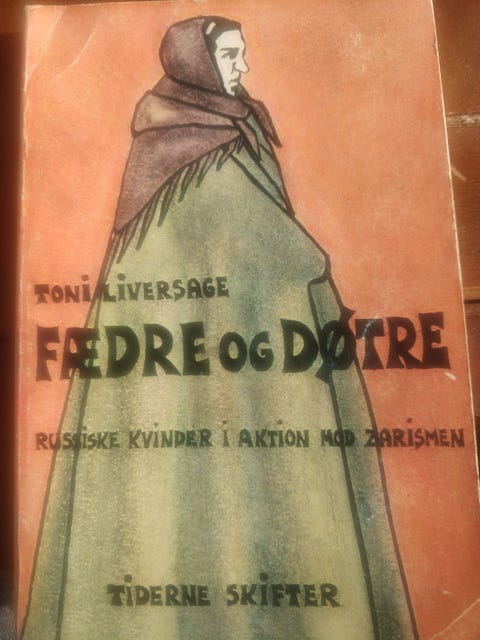 TONI LIVERSAGE
FÆDRE OG DØTRE
RUSSISKE KVINDER i AKTION MOD ZARISMEN
TIDERNE SKIFTER